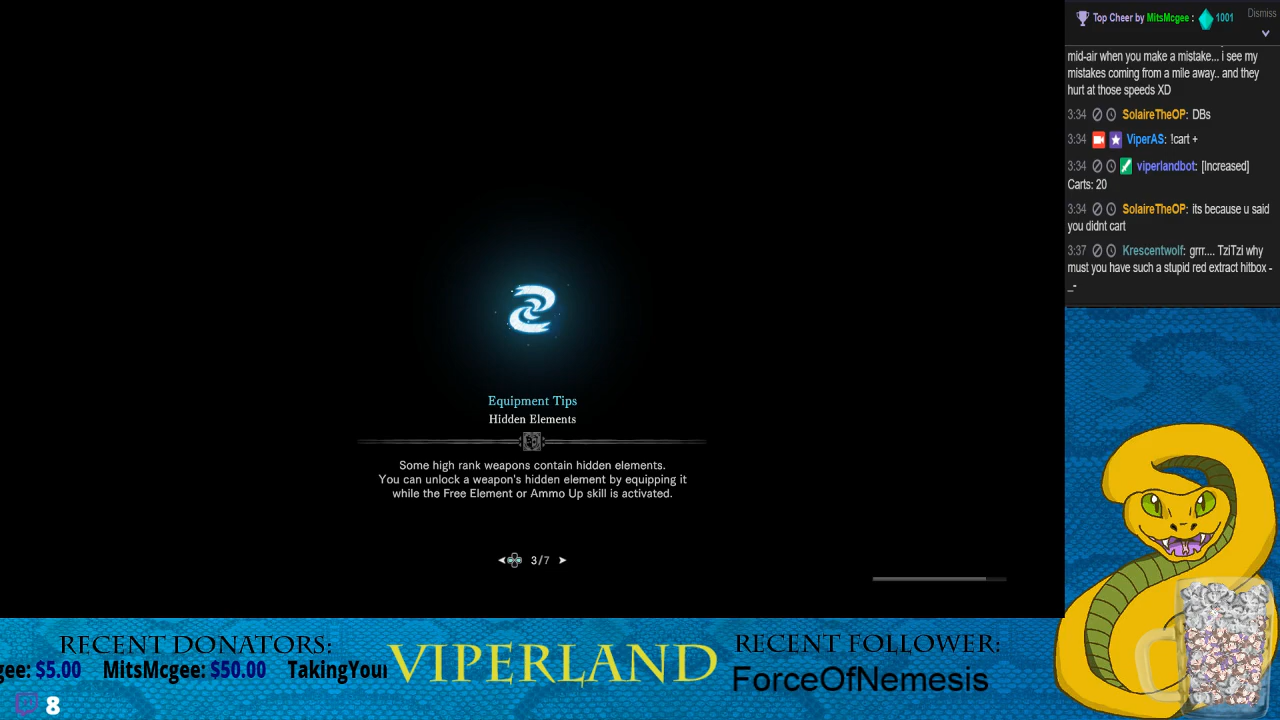 Top Cheer by MitsMcgee : 1001
Dismiss
mid-air when you make a mistake... i see my
mistakes coming from a mile away.. and they
hurt at those speeds XD
3:34 SolaireTheOP: DBs
3:34 ViperAS: !cart +
3:34 viperlandbot: [Increased]
Carts: 20
3:34 SolaireTheOP: its because u said
you didnt cart
3:37 Krescentwolf: grrr.... TziTzi why
must you have such a stupid red extract hitbox -
_-
Equipment Tips
Hidden Elements
Some high rank weapons contain hidden elements.
You can unlock a weapon's hidden element by equipping it
while the Free Element or Ammo Up skill is activated.
3/7
RECENT DONATORS:
gee: $5.00 MitsMcgee: $50.00 TakingYour
8
VIPERLAND
RECENT FOLLOWER:
ForceOfNemesis